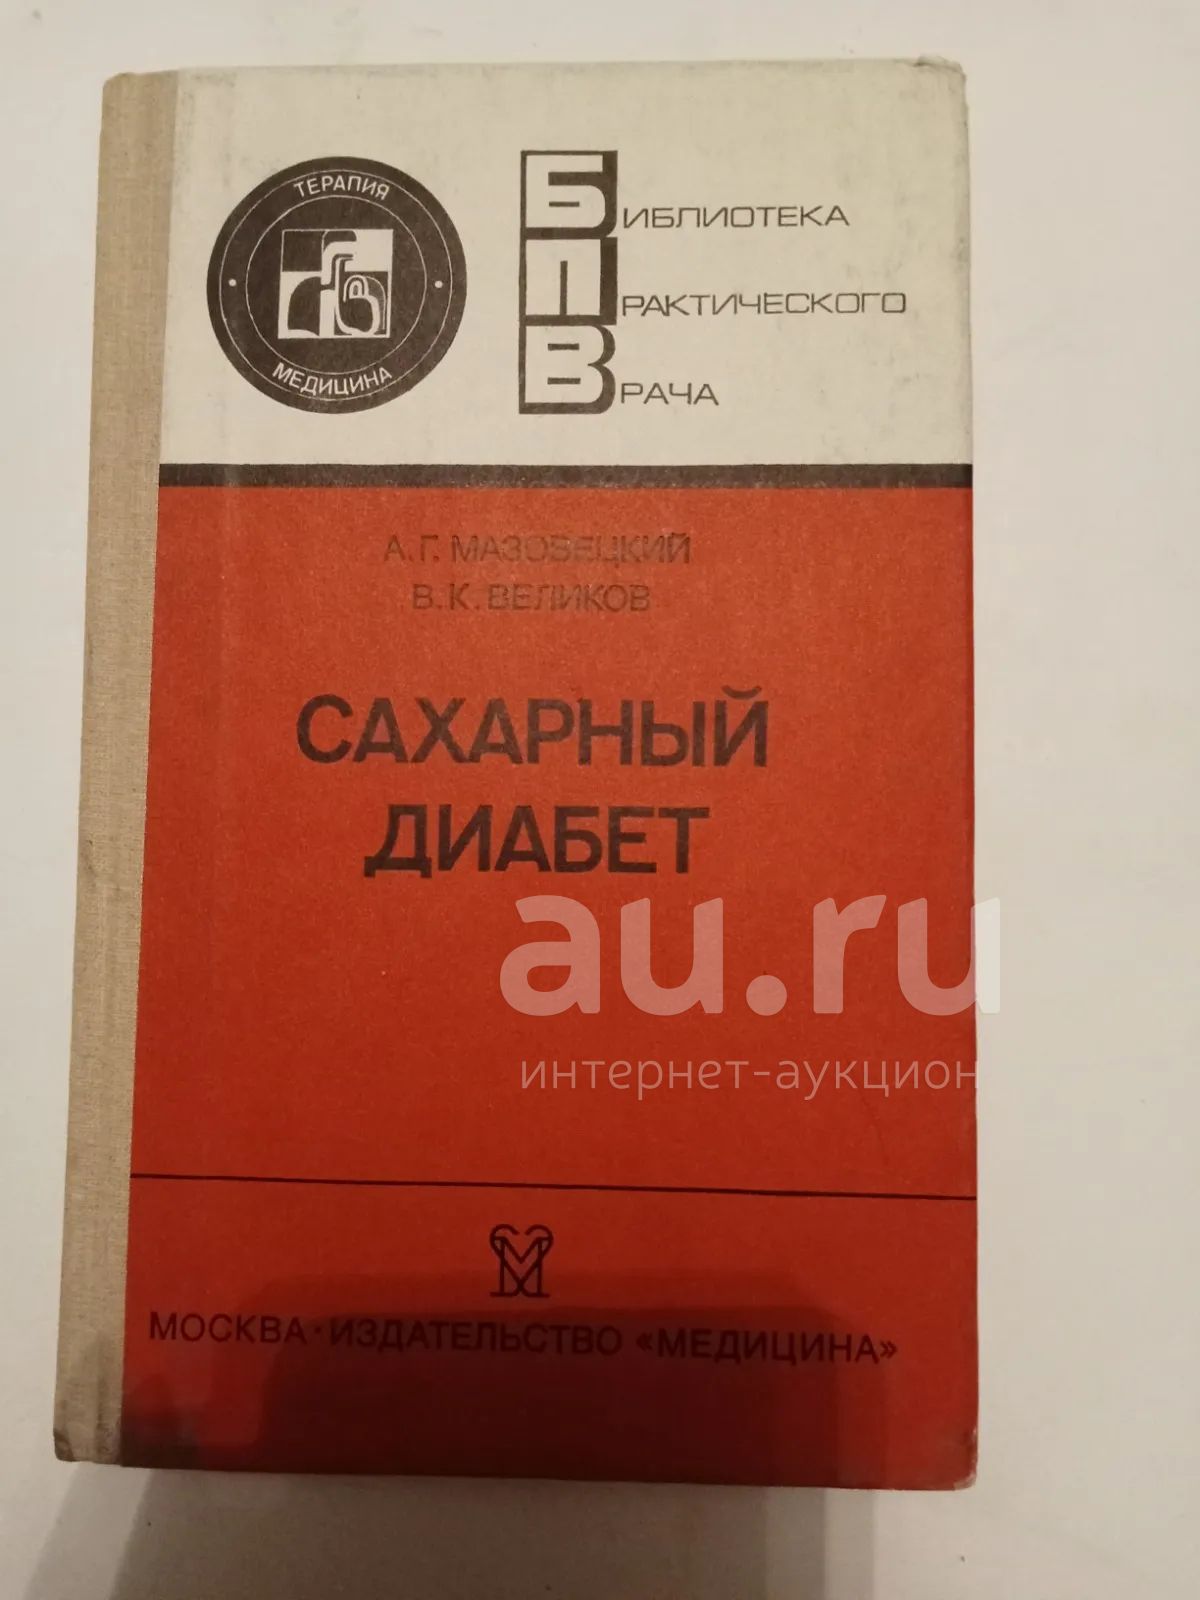 ТЕРАПИЯ
МЕДИЦИНА
БИБЛИОТЕКА
ПРАКТИЧЕСКОГО
ВРАЧА
А.Г. МАЗОВЕЦКИЙ
В.К. ВЕЛИКОВ
САХАРНЫЙ
ДИАБЕТ
au.ru
интернет-аукцион
МОСКВА · ИЗДАТЕЛЬСТВО «МЕДИЦИНА»